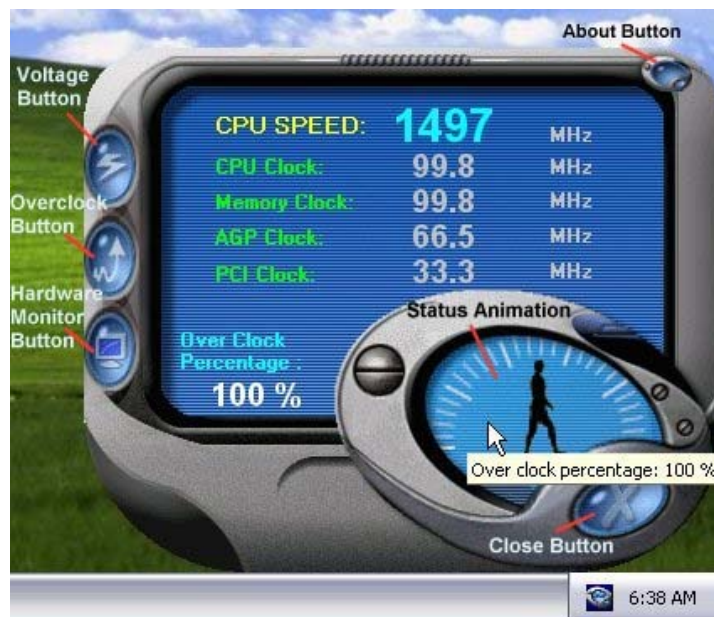 About Button
Voltage
Button
CPU SPEED: 1497 MHz
CPU Clock: 99.8 MHz
Memory Clock: 99.8 MHz
Overclock
Button
AGP Clock: 66.5 MHz
PCI Clock: 33.3 MHz
Hardware
Monitor
Button
Status Animation
Over Clock
Percentage :
100 %
Over clock percentage: 100 %
Close Button
6:38 AM